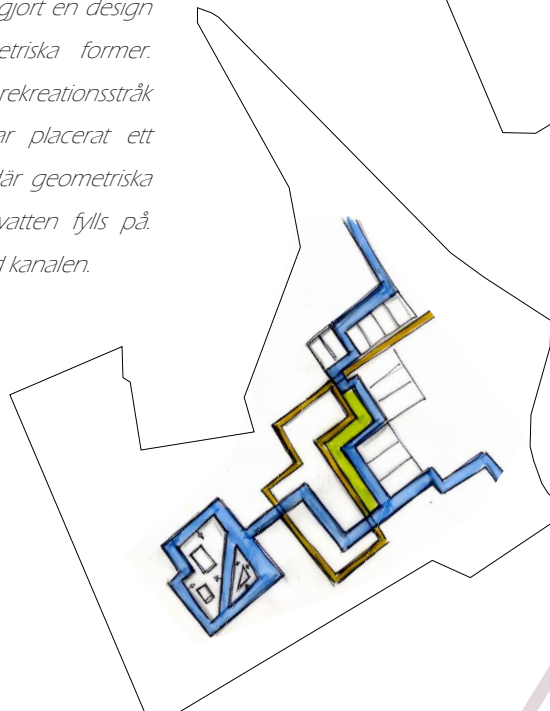 gjort en design
etriska former.
rekreationsstråk
ar placerat ett
där geometriska
vatten fylls på.
d kanalen.